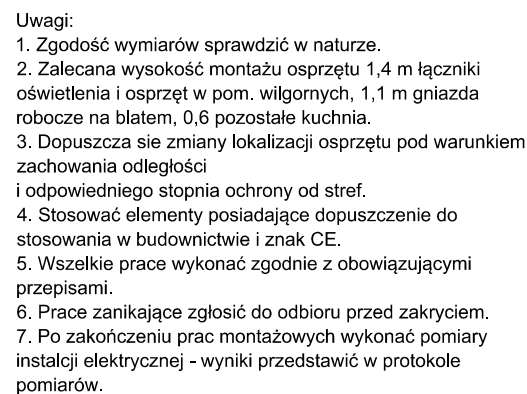 Uwagi:
1. Zgodość wymiarów sprawdzić w naturze.
2. Zalecana wysokość montażu osprzętu 1,4 m łączniki
oświetlenia i osprzęt w pom. wilgornych, 1,1 m gniazda
robocze na blatem, 0,6 pozostałe kuchnia.
3. Dopuszcza sie zmiany lokalizacji osprzętu pod warunkiem
zachowania odległości
i odpowiedniego stopnia ochrony od stref.
4. Stosować elementy posiadające dopuszczenie do
stosowania w budownictwie i znak CE.
5. Wszelkie prace wykonać zgodnie z obowiązującymi
przepisami.
6. Prace zanikające zgłosić do odbioru przed zakryciem.
7. Po zakończeniu prac montażowych wykonać pomiary
instalcji elektrycznej - wyniki przedstawić w protokole
pomiarów.